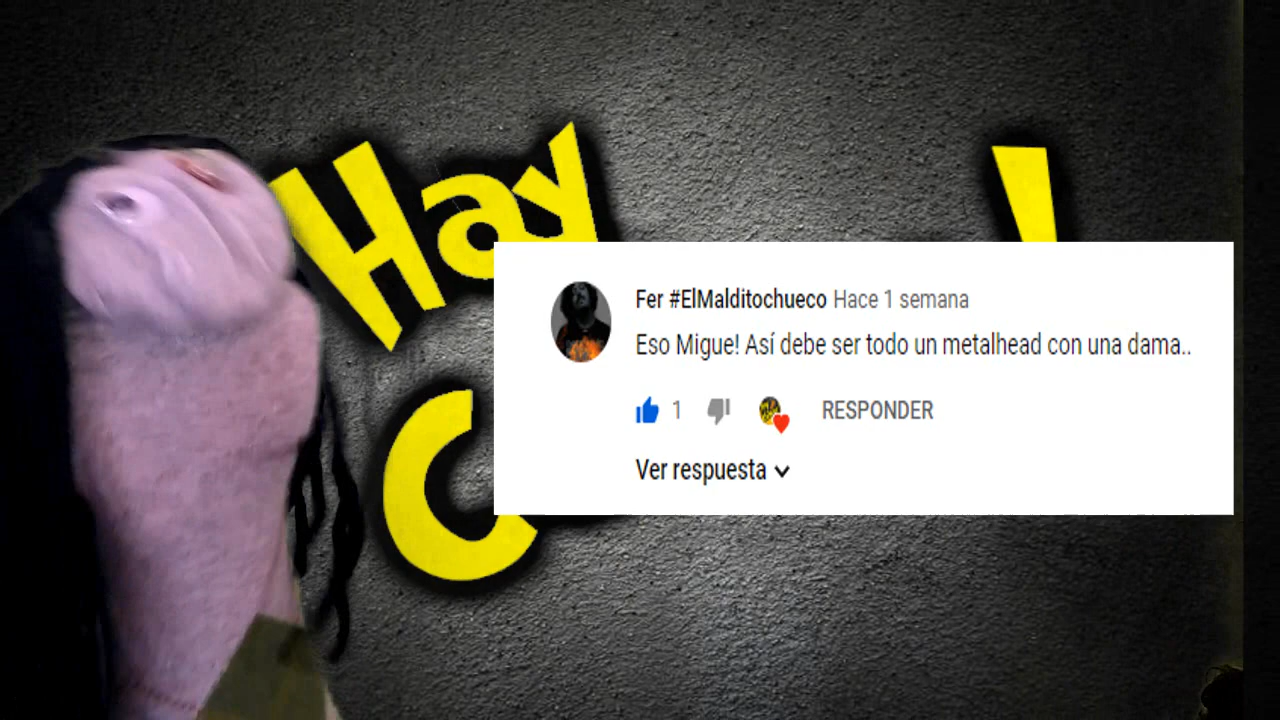 Hay
!
C
Fer #ElMalditochueco Hace 1 semana
Eso Migue! Así debe ser todo un metalhead con una dama..
1
RESPONDER
Ver respuesta